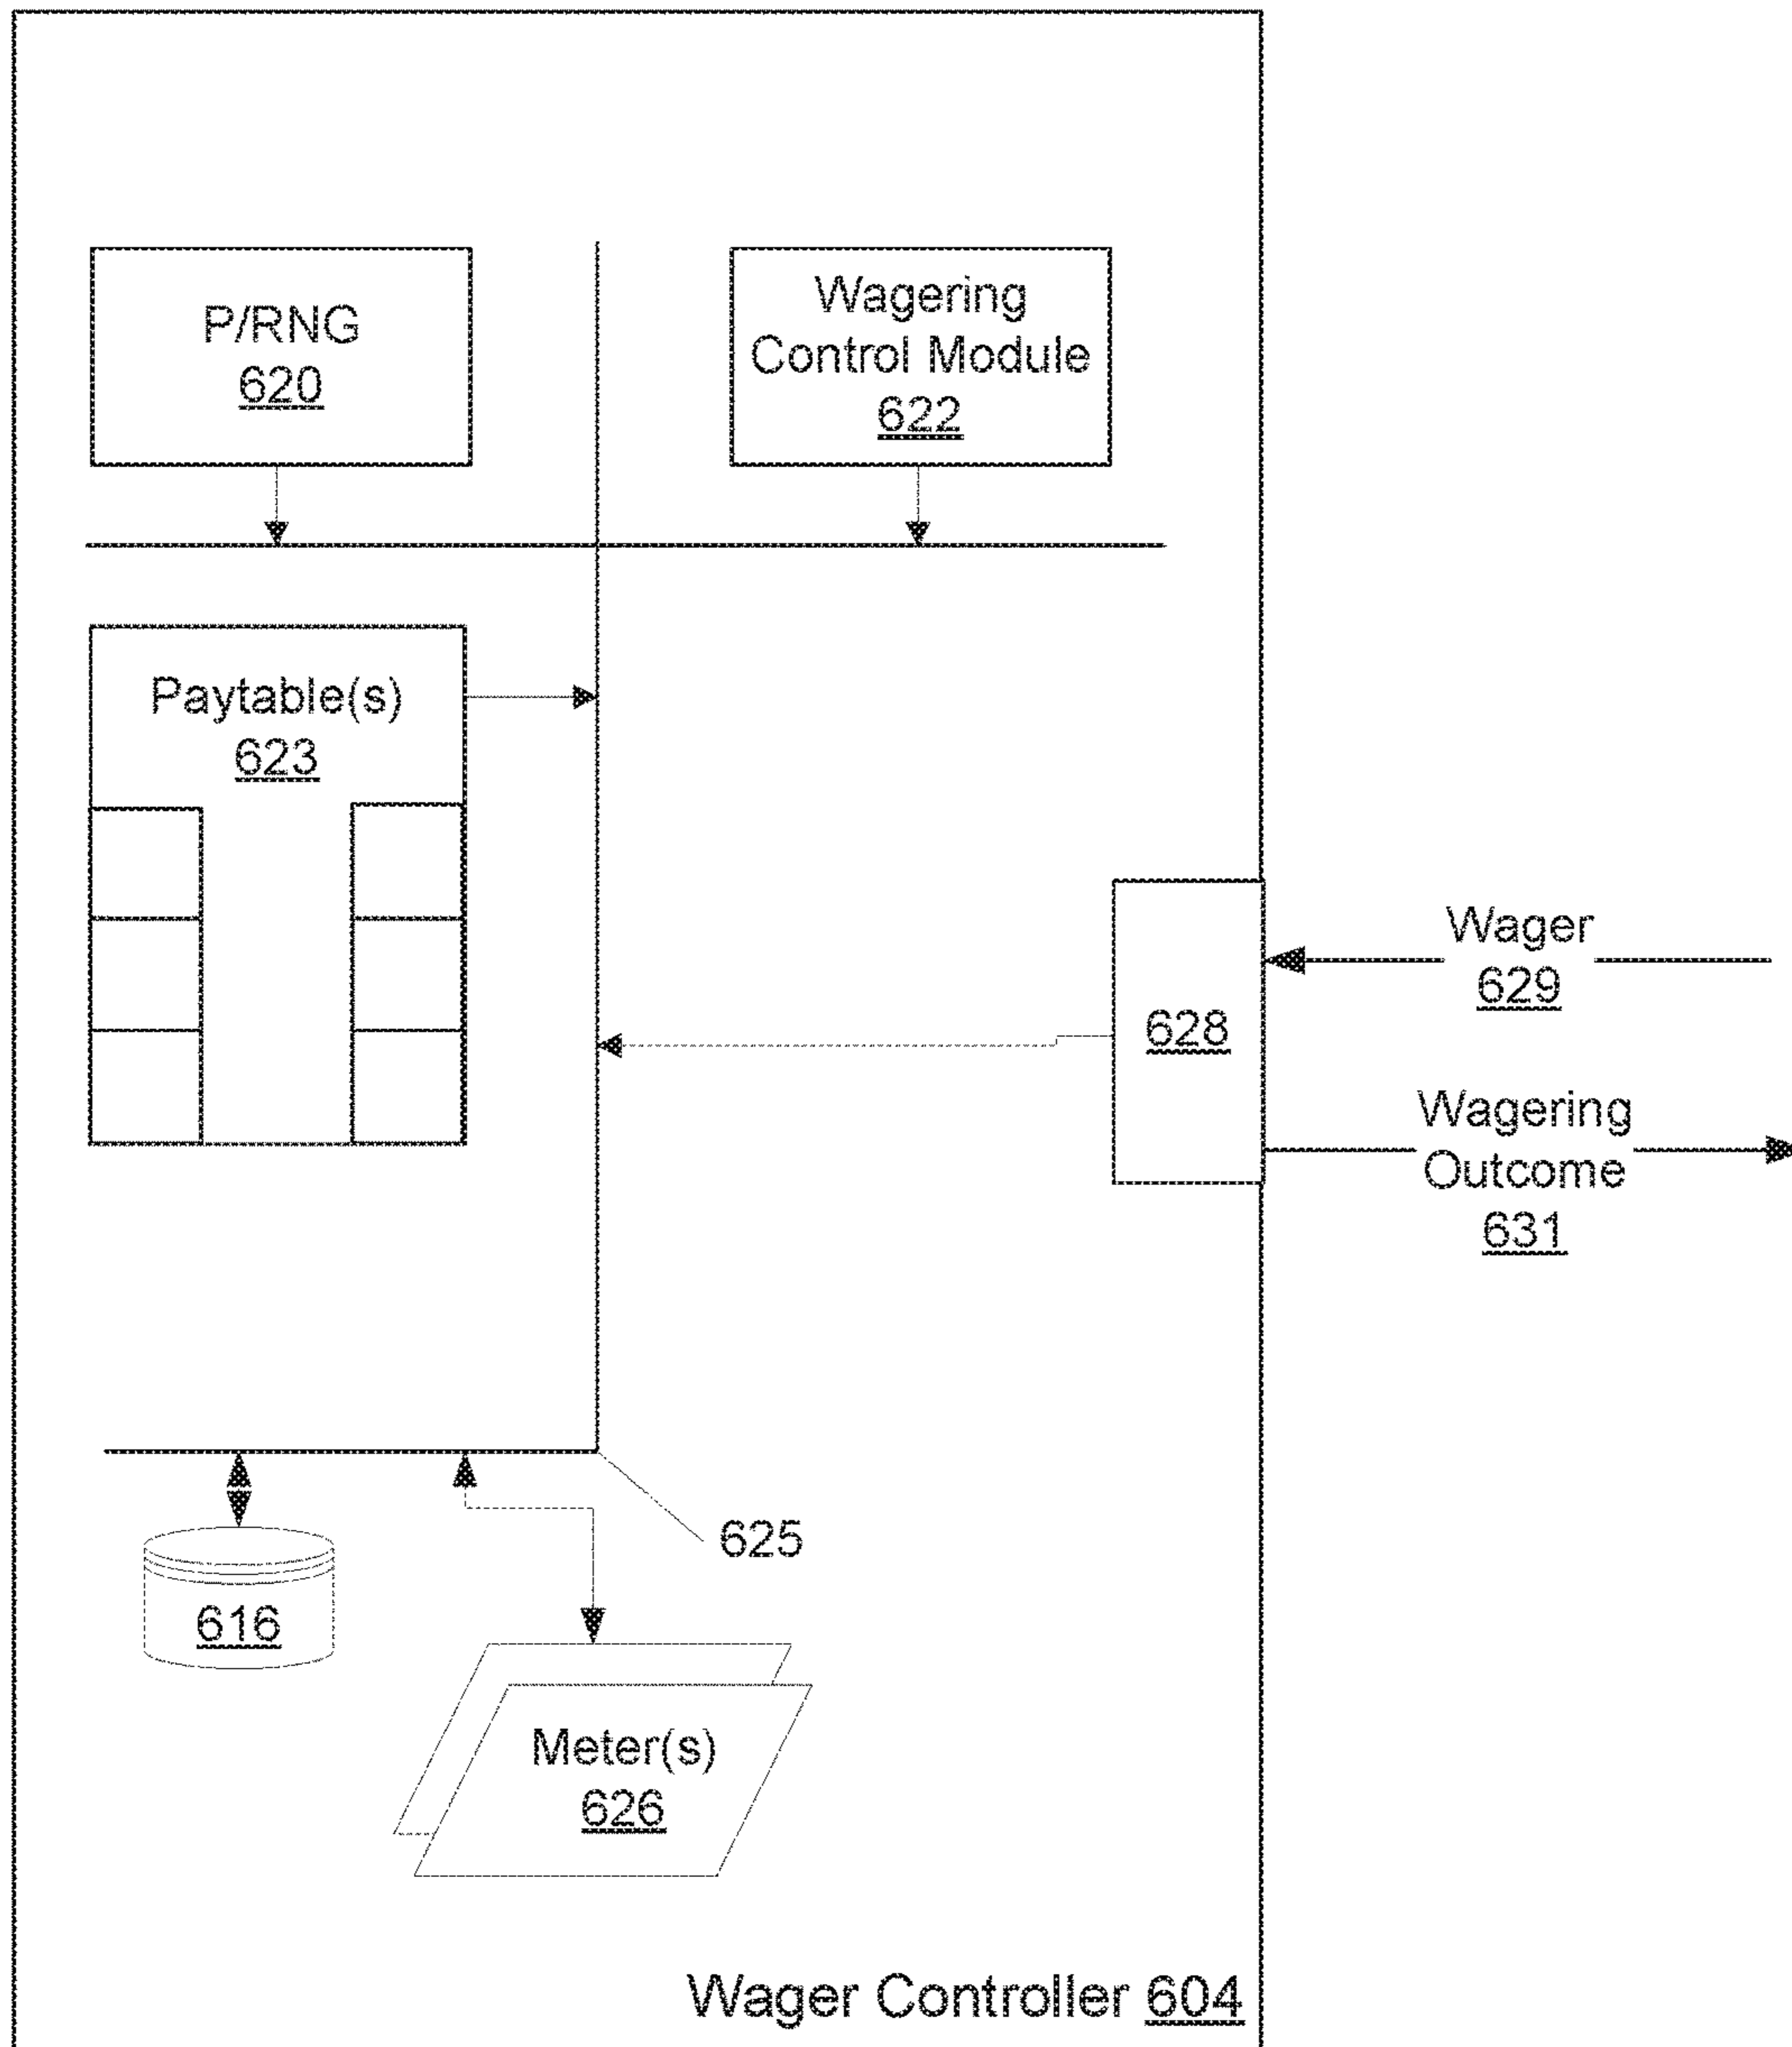 P/RNG
620
Wagering
Control Module
622
Paytable(s)
623
Wager
629
628
Wagering
Outcome
631
625
616
Meter(s)
626
Wager Controller 604